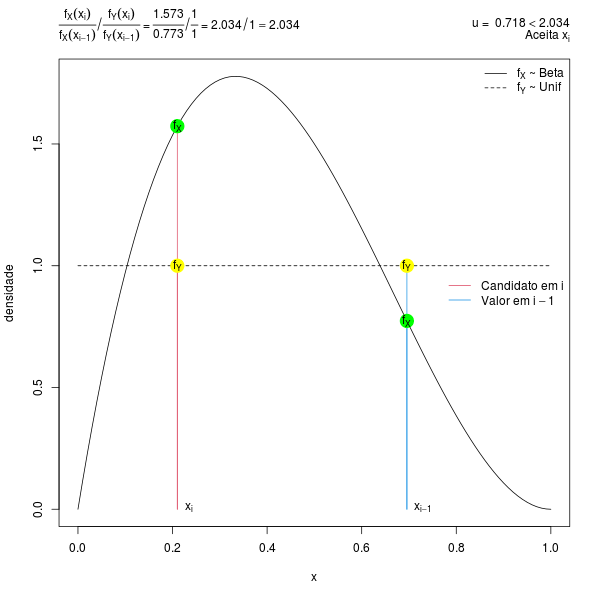 fX(xi)/fX(xi−1) / fY(xi)/fY(xi−1) = 1.573/0.773 / 1/1 = 2.034/1 = 2.034
u = 0.718 < 2.034
Aceita xi
fX ~ Beta
fY ~ Unif
fX
fY
fY
Candidato em i
Valor em i − 1
fX
xi
xi−1
densidade
0.0
0.5
1.0
1.5
0.0
0.2
0.4
0.6
0.8
1.0
x